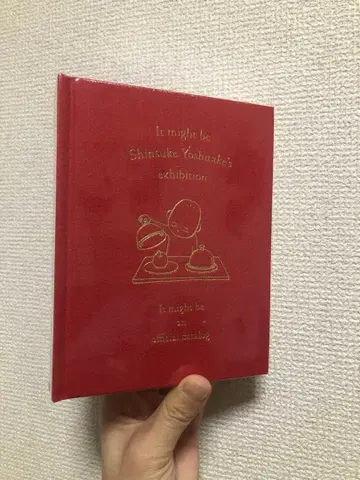 It might be
Shinsuke Yoshitake's
exhibition
It might be
an
official catalog